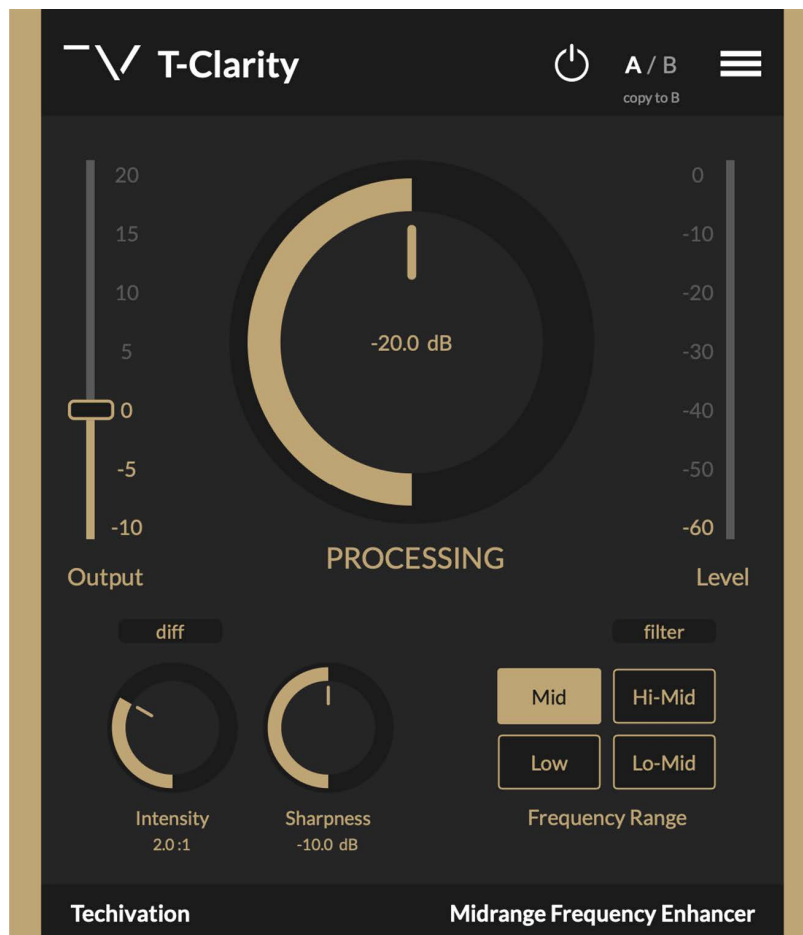 T-Clarity
A / B
copy to B
20
15
10
5
0
-5
-10
Output
-20.0 dB
PROCESSING
0
-10
-20
-30
-40
-50
-60
Level
diff
filter
Intensity
2.0:1
Sharpness
-10.0 dB
Mid
Hi-Mid
Low
Lo-Mid
Frequency Range
Techivation
Midrange Frequency Enhancer